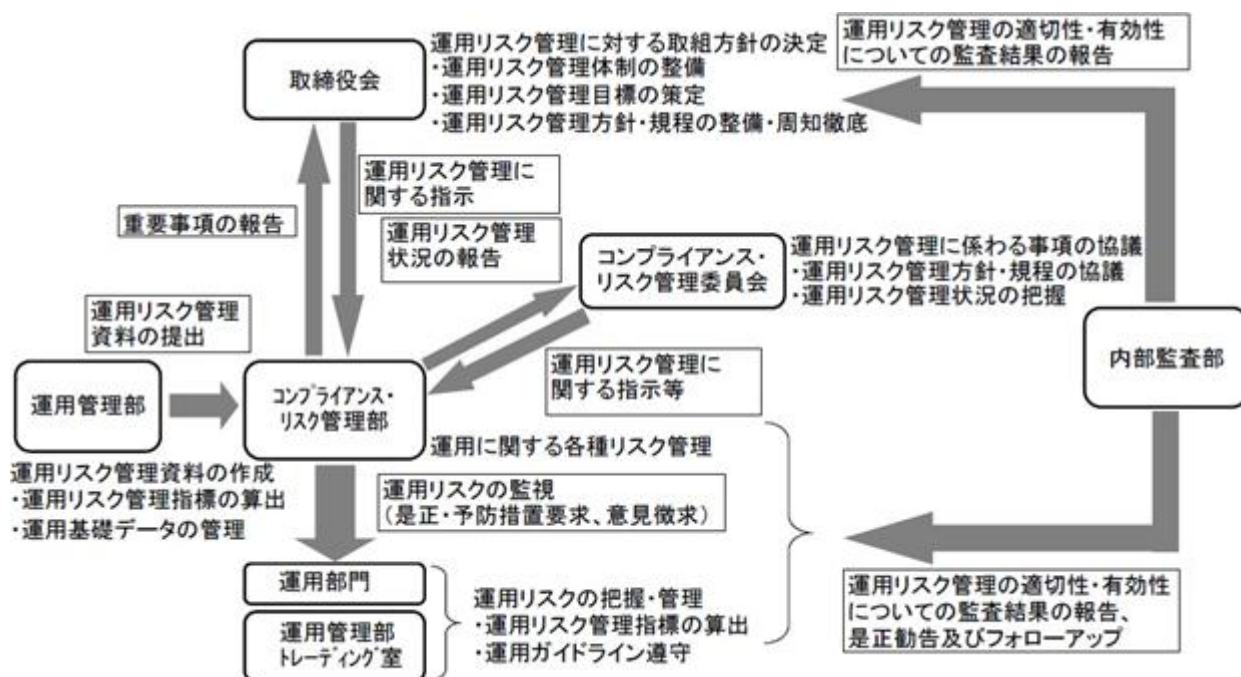 取締役会
運用リスク管理に対する取組方針の決定
・運用リスク管理体制の整備
・運用リスク管理目標の策定
・運用リスク管理方針・規程の整備・周知徹底
運用リスク管理の適切性・有効性
についての監査結果の報告
運用リスク管理に
関する指示
重要事項の報告
運用リスク管理
状況の報告
コンプライアンス・
リスク管理委員会
運用リスク管理に係わる事項の協議
・運用リスク管理方針・規程の協議
・運用リスク管理状況の把握
運用リスク管理
資料の提出
運用リスク管理に
関する指示等
内部監査部
運用管理部
コンプライアンス・
リスク管理部
運用に関する各種リスク管理
運用リスク管理資料の作成
・運用リスク管理指標の算出
・運用基礎データの管理
運用リスクの監視
(是正・予防措置要求、意見徴求)
運用部門
運用管理部
トレーディング室
運用リスクの把握・管理
・運用リスク管理指標の算出
・運用ガイドライン遵守
運用リスク管理の適切性・有効性
についての監査結果の報告、
是正勧告及びフォローアップ